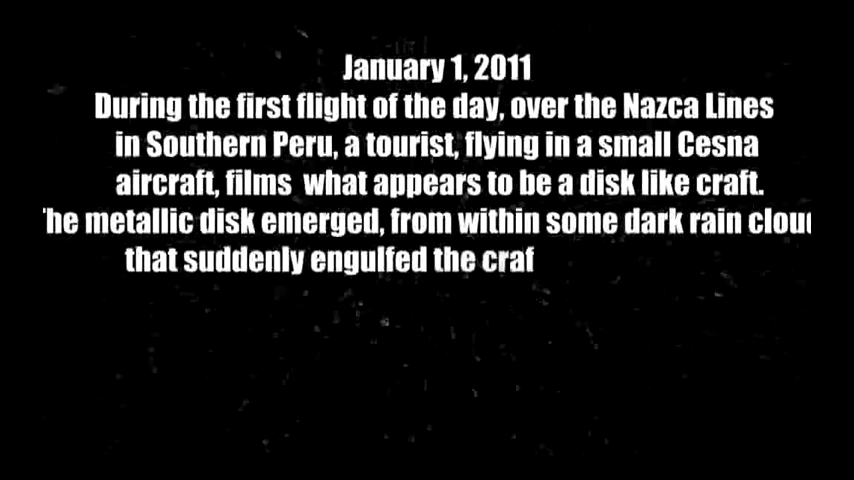 January 1, 2011
During the first flight of the day, over the Nazca Lines
in Southern Peru, a tourist, flying in a small Cesna
aircraft, films what appears to be a disk like craft.
he metallic disk emerged, from within some dark rain clou
that suddenly engulfed the craf